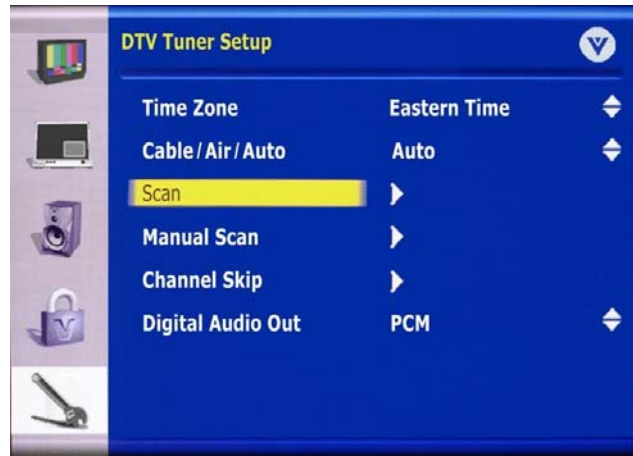 DTV Tuner Setup
V
Time Zone Eastern Time
Cable/Air/Auto Auto
Scan
Manual Scan
Channel Skip
Digital Audio Out PCM
V